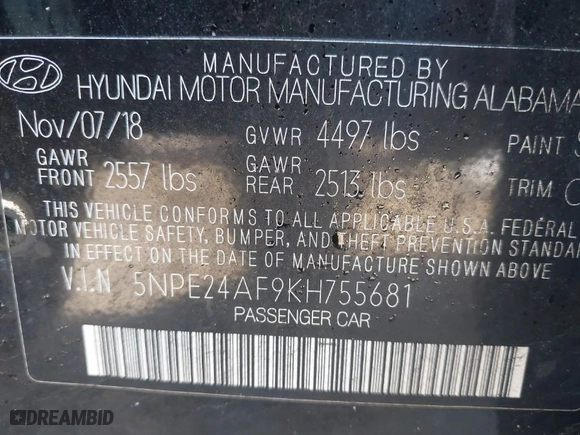 MANUFACTURED BY
HYUNDAI MOTOR MANUFACTURING ALABAMA
Nov/07/18 GVWR 4497 lbs PAINT
GAWR FRONT 2557 lbs GAWR REAR 2513 lbs TRIM
THIS VEHICLE CONFORMS TO ALL APPLICABLE U.S.A. FEDERAL
MOTOR VEHICLE SAFETY, BUMPER, AND THEFT PREVENTION STANDA
IN EFFECT ON THE DATE OF MANUFACTURE SHOWN ABOVE
V.I.N 5NPE24AF9KH755681
PASSENGER CAR
DREAMBID